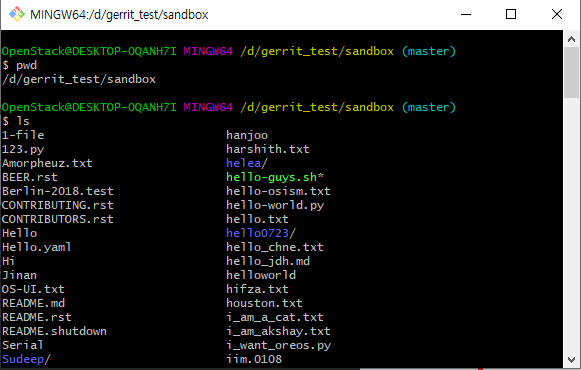 MINGW64:/d/gerrit_test/sandbox
OpenStack@DESKTOP-OQANH7I MINGW64 /d/gerrit_test/sandbox (master)
$ pwd
/d/gerrit_test/sandbox
OpenStack@DESKTOP-OQANH7I MINGW64 /d/gerrit_test/sandbox (master)
$ ls
1-file hanjoo
123.py harshith.txt
Amorpheuz.txt helea/
BEER.rst hello-guys.sh*
Berlin-2018.test hello-osism.txt
CONTRIBUTING.rst hello-world.py
CONTRIBUTORS.rst hello.txt
Hello hello0723/
Hello.yaml hello_chne.txt
Hi hello_jdh.md
Jinan helloworld
OS-UI.txt hifza.txt
README.md houston.txt
README.rst i_am_a_cat.txt
README.shutdown i_am_akshay.txt
Serial i_want_oreos.py
Sudeep/ iim.0108